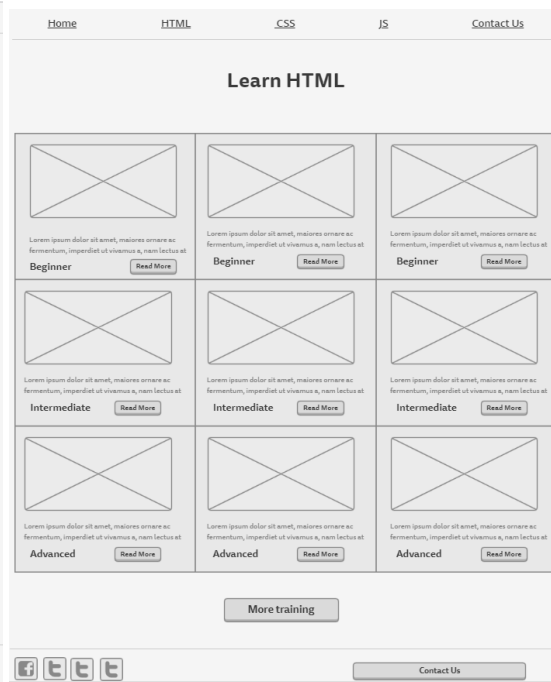 Home HTML CSS JS Contact Us
Learn HTML
Lorem ipsum dolor sit amet, maiores ornare ac
fermentum, imperdiet ut vivamus a, nam lectus at
Beginner Read More
Lorem ipsum dolor sit amet, maiores ornare ac
fermentum, imperdiet ut vivamus a, nam lectus at
Beginner Read More
Lorem ipsum dolor sit amet, maiores ornare ac
fermentum, imperdiet ut vivamus a, nam lectus at
Beginner Read More
Lorem ipsum dolor sit amet, maiores ornare ac
fermentum, imperdiet ut vivamus a, nam lectus at
Intermediate Read More
Lorem ipsum dolor sit amet, maiores ornare ac
fermentum, imperdiet ut vivamus a, nam lectus at
Intermediate Read More
Lorem ipsum dolor sit amet, maiores ornare ac
fermentum, imperdiet ut vivamus a, nam lectus at
Intermediate Read More
Lorem ipsum dolor sit amet, maiores ornare ac
fermentum, imperdiet ut vivamus a, nam lectus at
Advanced Read More
Lorem ipsum dolor sit amet, maiores ornare ac
fermentum, imperdiet ut vivamus a, nam lectus at
Advanced Read More
Lorem ipsum dolor sit amet, maiores ornare ac
fermentum, imperdiet ut vivamus a, nam lectus at
Advanced Read More
More training
Contact Us